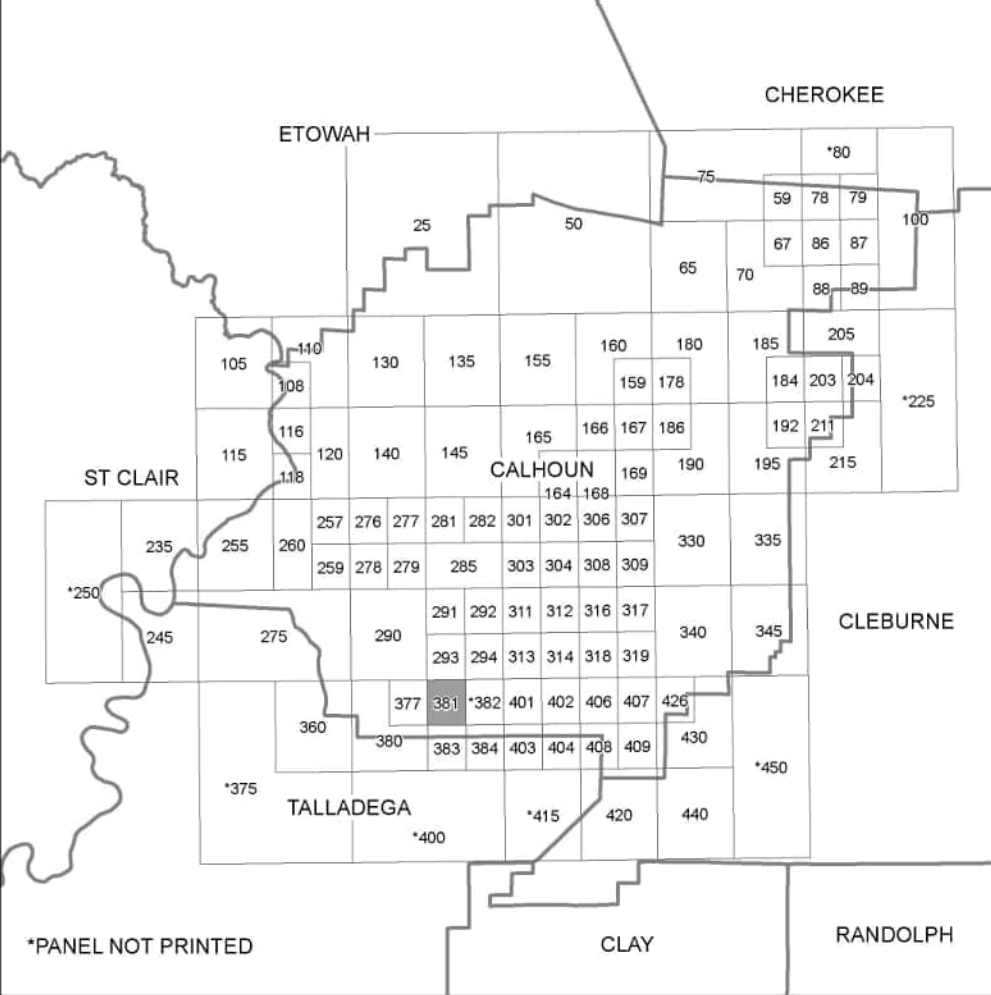 CHEROKEE
ETOWAH
*80
75
59 78 79
25 50 100
67 86 87
65 70
88 89
110 160 180 185 205
105 130 135 155
108 159 178 184 203 204
*225
116 165 166 167 186 192 211
115 120 140 145 190 195 215
ST CLAIR CALHOUN 169
118 164 168
257 276 277 281 282 301 302 306 307
235 255 260 330 335
259 278 279 285 303 304 308 309
*250
291 292 311 312 316 317
CLEBURNE
245 275 290 340 345
293 294 313 314 318 319
377 381 *382 401 402 406 407 426
360
380 383 384 403 404 408 409 430
*450
*375
TALLADEGA *415 420 440
*400
*PANEL NOT PRINTED CLAY RANDOLPH